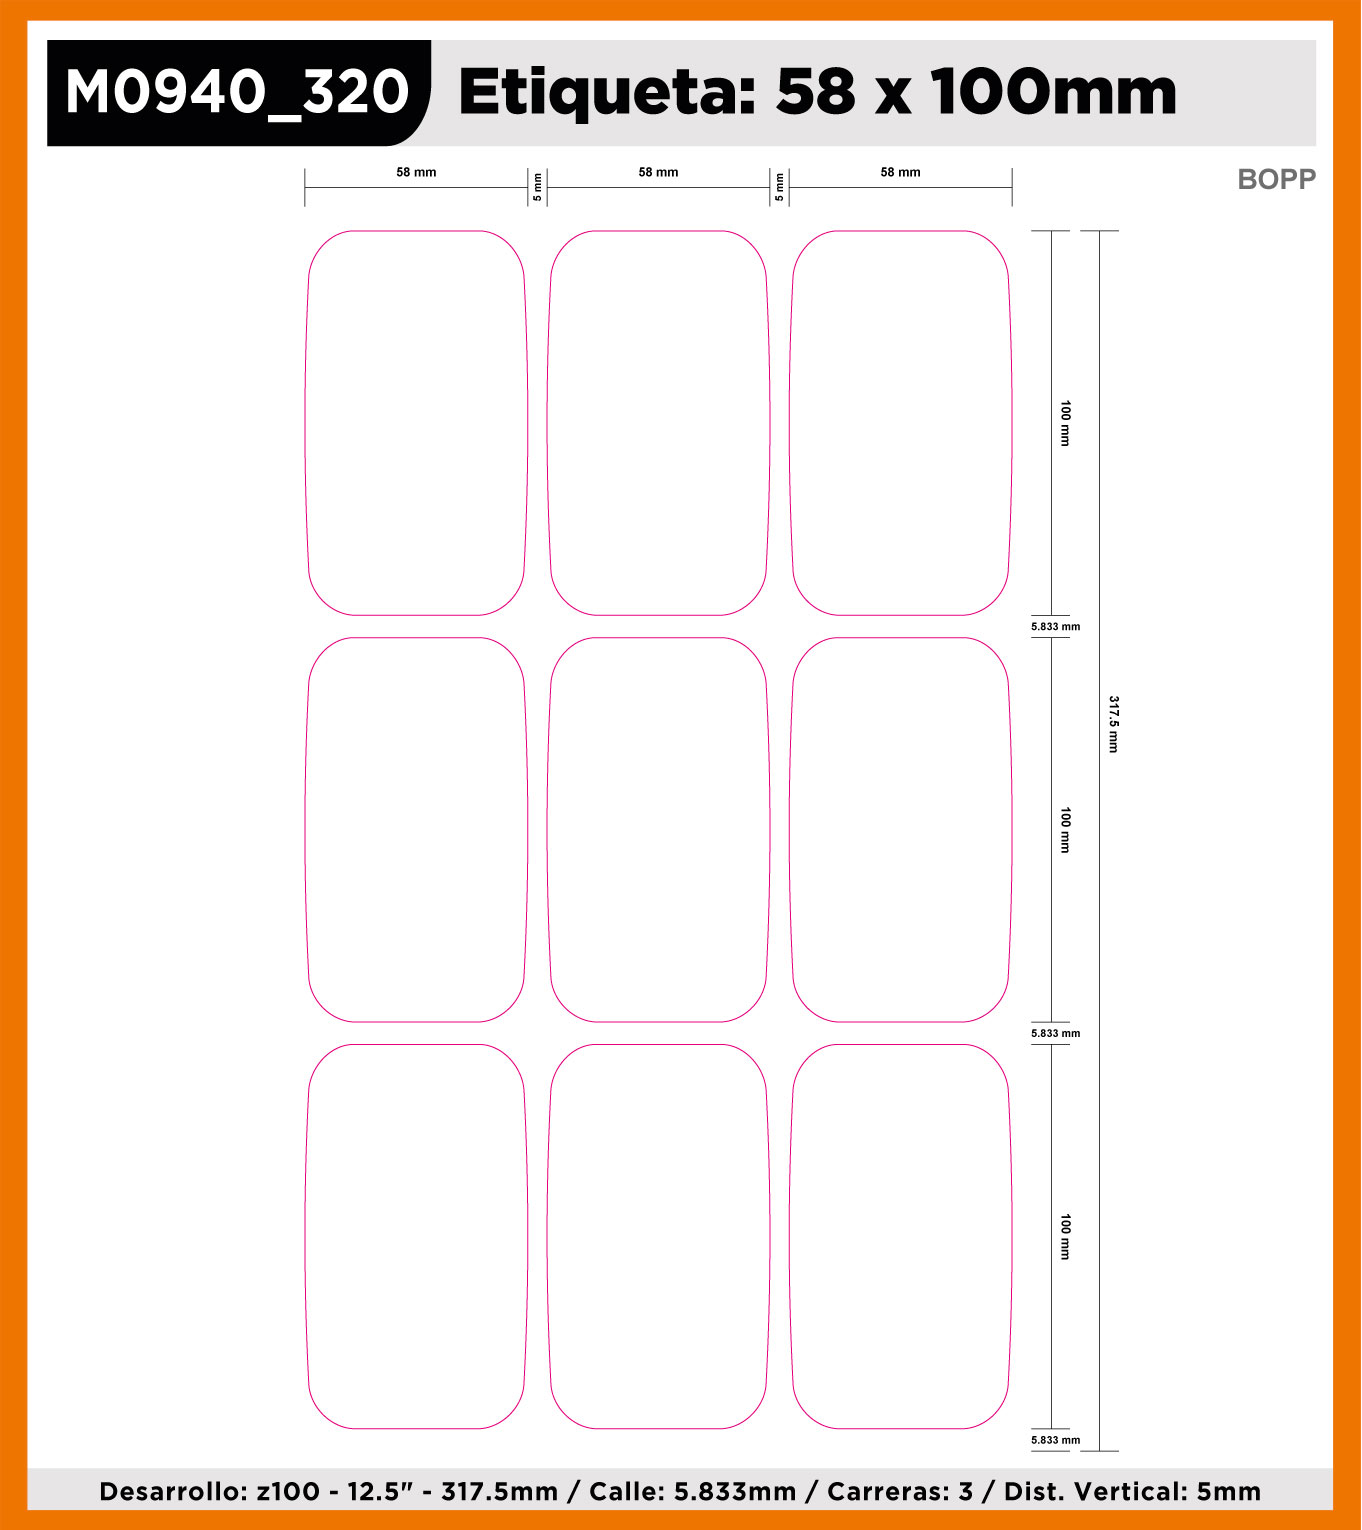 M0940_320 Etiqueta: 58 x 100mm
58 mm 5 mm 58 mm 5 mm 58 mm
BOPP
100 mm
5.833 mm
317.5 mm
100 mm
5.833 mm
100 mm
5.833 mm
Desarrollo: z100 - 12.5" - 317.5mm / Calle: 5.833mm / Carreras: 3 / Dist. Vertical: 5mm